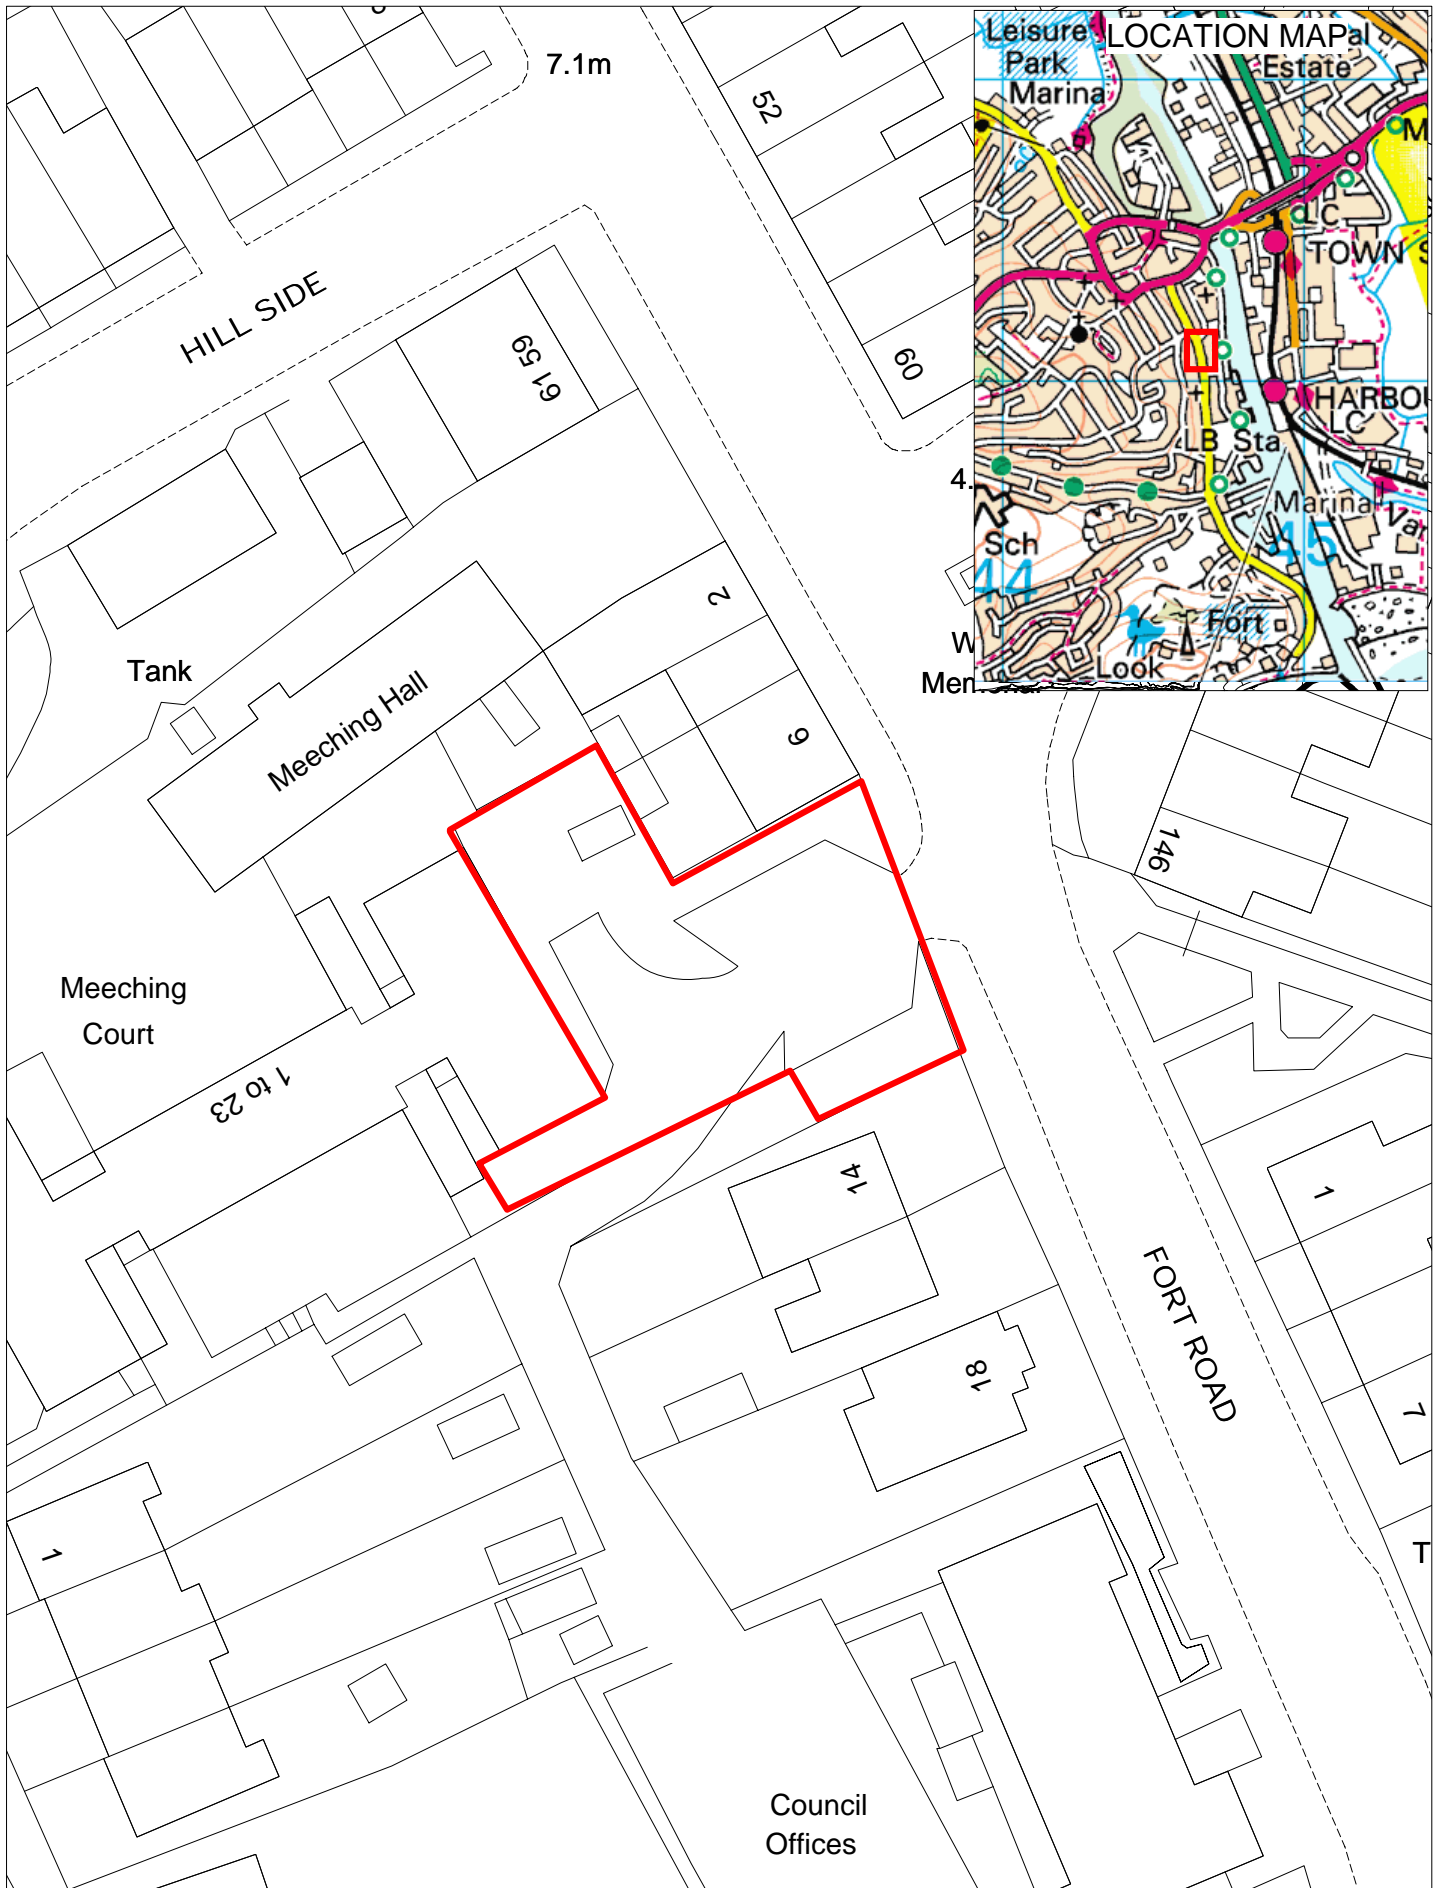 7.1m
52
LOCATION MAP
Leisure
Park
Marina
Estate
TOWN
LC
HARBOU
LC
LB Sta
Marina
Sch
44
45
Fort
Look
HILL SIDE
61 59
60
4.
2
Tank
Meeching Hall
6
146
Meeching
Court
1 to 23
14
1
FORT ROAD
18
7
1
T
Council
Offices